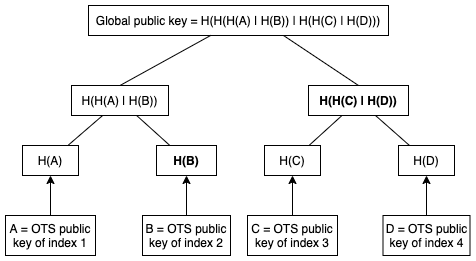 Global public key = H(H(H(A) | H(B)) | H(H(C) | H(D)))
H(H(A) | H(B))
H(H(C) | H(D))
H(A)
H(B)
H(C)
H(D)
A = OTS public
key of index 1
B = OTS public
key of index 2
C = OTS public
key of index 3
D = OTS public
key of index 4